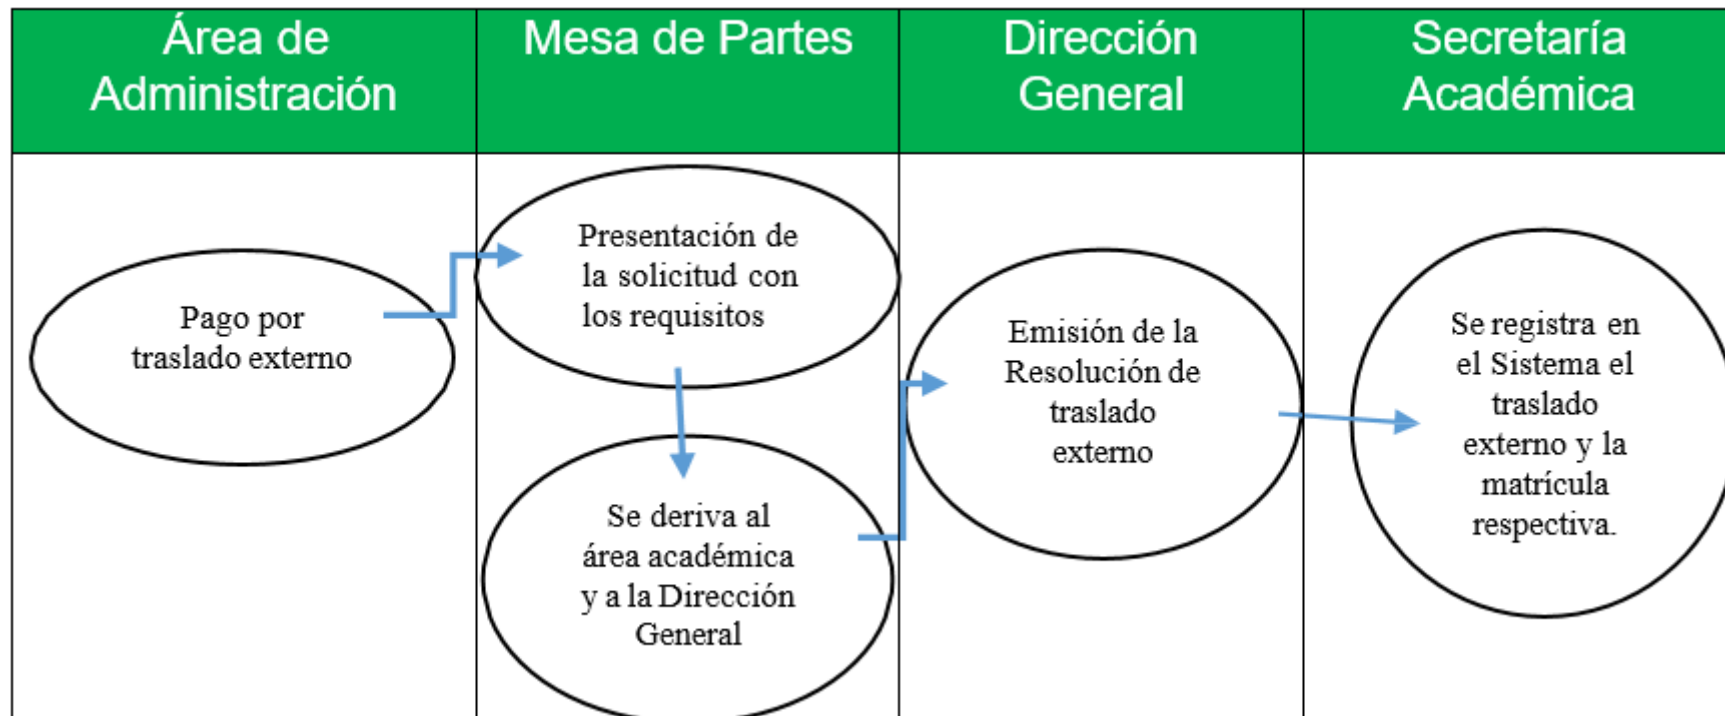 Área de
Administración
Mesa de Partes
Dirección
General
Secretaría
Académica
Pago por
traslado externo
Presentación de
la solicitud con
los requisitos
Se deriva al
área académica
y a la Dirección
General
Emisión de la
Resolución de
traslado
externo
Se registra en
el Sistema el
traslado
externo y la
matrícula
respectiva.